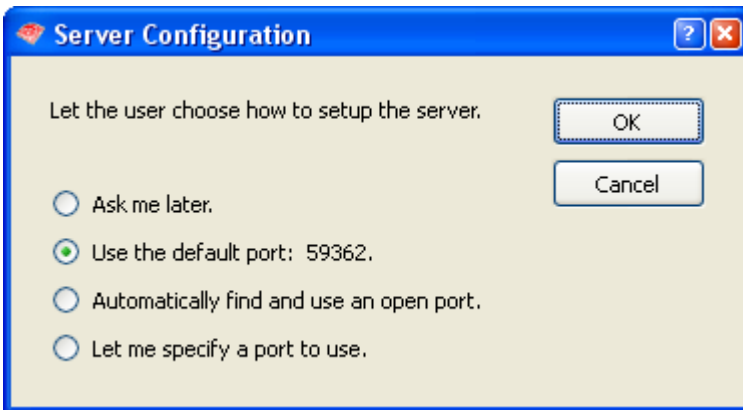 Server Configuration
Let the user choose how to setup the server.
OK
Cancel
Ask me later.
Use the default port: 59362.
Automatically find and use an open port.
Let me specify a port to use.